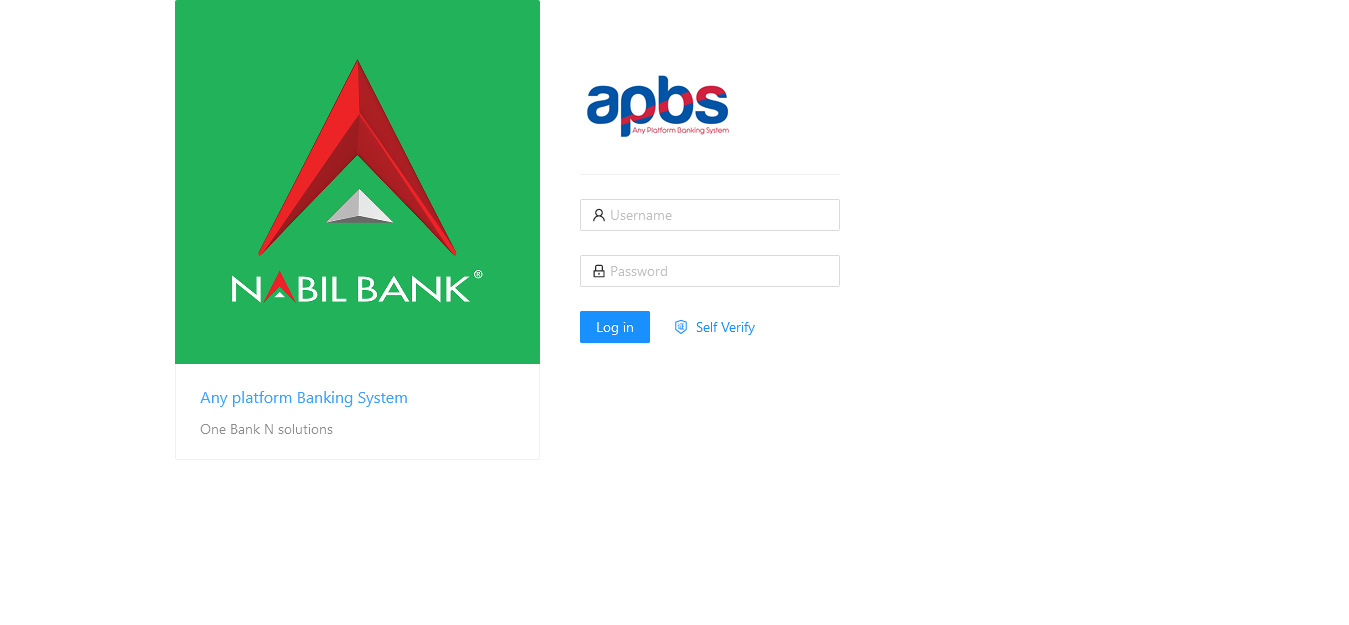 NABIL BANK®
Any platform Banking System
One Bank N solutions
apbs
Any Platform Banking System
Username
Password
Log in
Self Verify